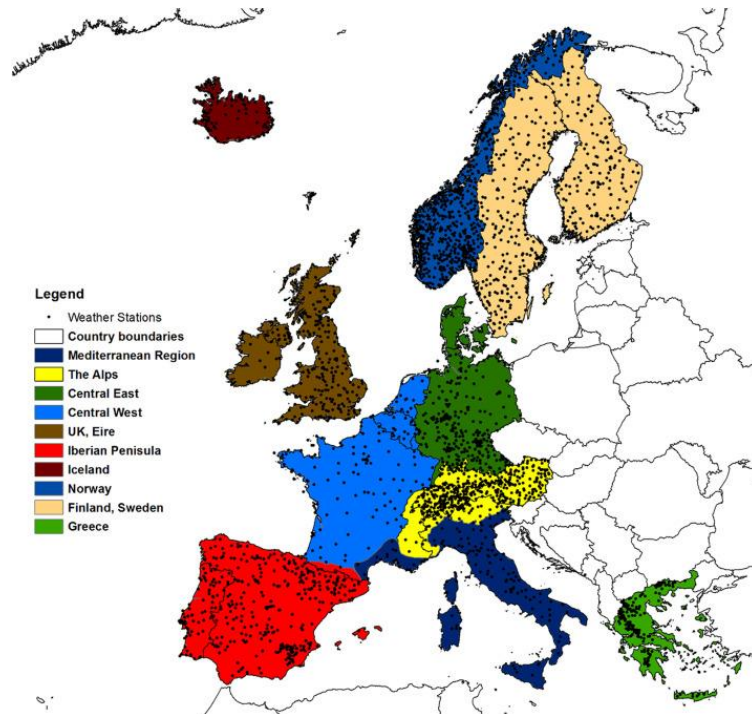 Legend
Weather Stations
Country boundaries
Mediterranean Region
The Alps
Central East
Central West
UK, Eire
Iberian Penisula
Iceland
Norway
Finland, Sweden
Greece